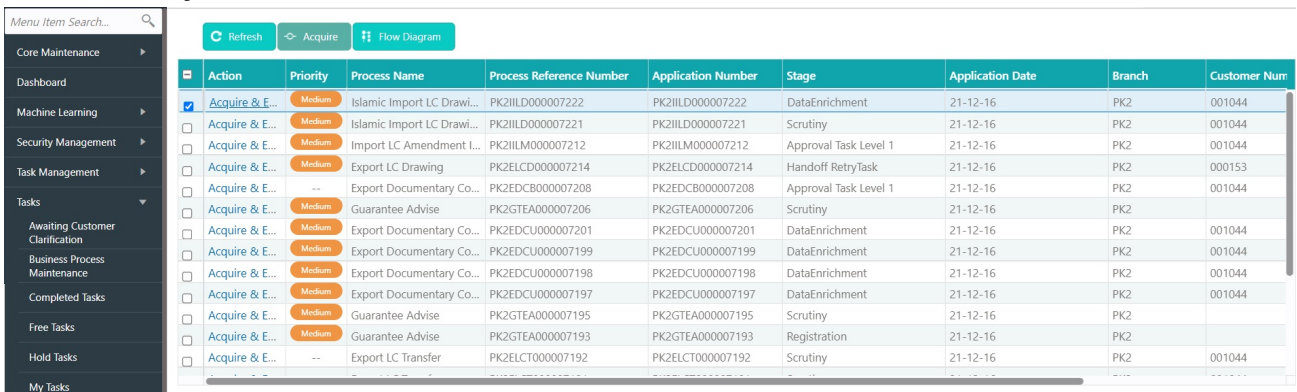 Menu Item Search...
Core Maintenance
Dashboard
Machine Learning
Security Management
Task Management
Tasks
Awaiting Customer
Clarification
Business Process
Maintenance
Completed Tasks
Free Tasks
Hold Tasks
My Tasks
Refresh Acquire Flow Diagram
Action Priority Process Name Process Reference Number Application Number Stage Application Date Branch Customer Num
Acquire & E... Medium Islamic Import LC Drawi... PK2IILD000007222 PK2IILD000007222 DataEnrichment 21-12-16 PK2 001044
Acquire & E... Medium Islamic Import LC Drawi... PK2IILD000007221 PK2IILD000007221 Scrutiny 21-12-16 PK2 001044
Acquire & E... Medium Import LC Amendment I... PK2IILM000007212 PK2IILM000007212 Approval Task Level 1 21-12-16 PK2 001044
Acquire & E... Medium Export LC Drawing PK2ELCD000007214 PK2ELCD000007214 Handoff RetryTask 21-12-16 PK2 000153
Acquire & E... -- Export Documentary Co... PK2EDCB000007208 PK2EDCB000007208 Approval Task Level 1 21-12-16 PK2 001044
Acquire & E... Medium Guarantee Advise PK2GTEA000007206 PK2GTEA000007206 Scrutiny 21-12-16 PK2
Acquire & E... Medium Export Documentary Co... PK2EDCU000007201 PK2EDCU000007201 DataEnrichment 21-12-16 PK2 001044
Acquire & E... Medium Export Documentary Co... PK2EDCU000007199 PK2EDCU000007199 DataEnrichment 21-12-16 PK2 001044
Acquire & E... Medium Export Documentary Co... PK2EDCU000007198 PK2EDCU000007198 DataEnrichment 21-12-16 PK2 001044
Acquire & E... Medium Export Documentary Co... PK2EDCU000007197 PK2EDCU000007197 DataEnrichment 21-12-16 PK2 001044
Acquire & E... Medium Guarantee Advise PK2GTEA000007195 PK2GTEA000007195 Scrutiny 21-12-16 PK2
Acquire & E... Medium Guarantee Advise PK2GTEA000007193 PK2GTEA000007193 Registration 21-12-16 PK2
Acquire & E... -- Export LC Transfer PK2ELCT000007192 PK2ELCT000007192 Scrutiny 21-12-16 PK2 001044